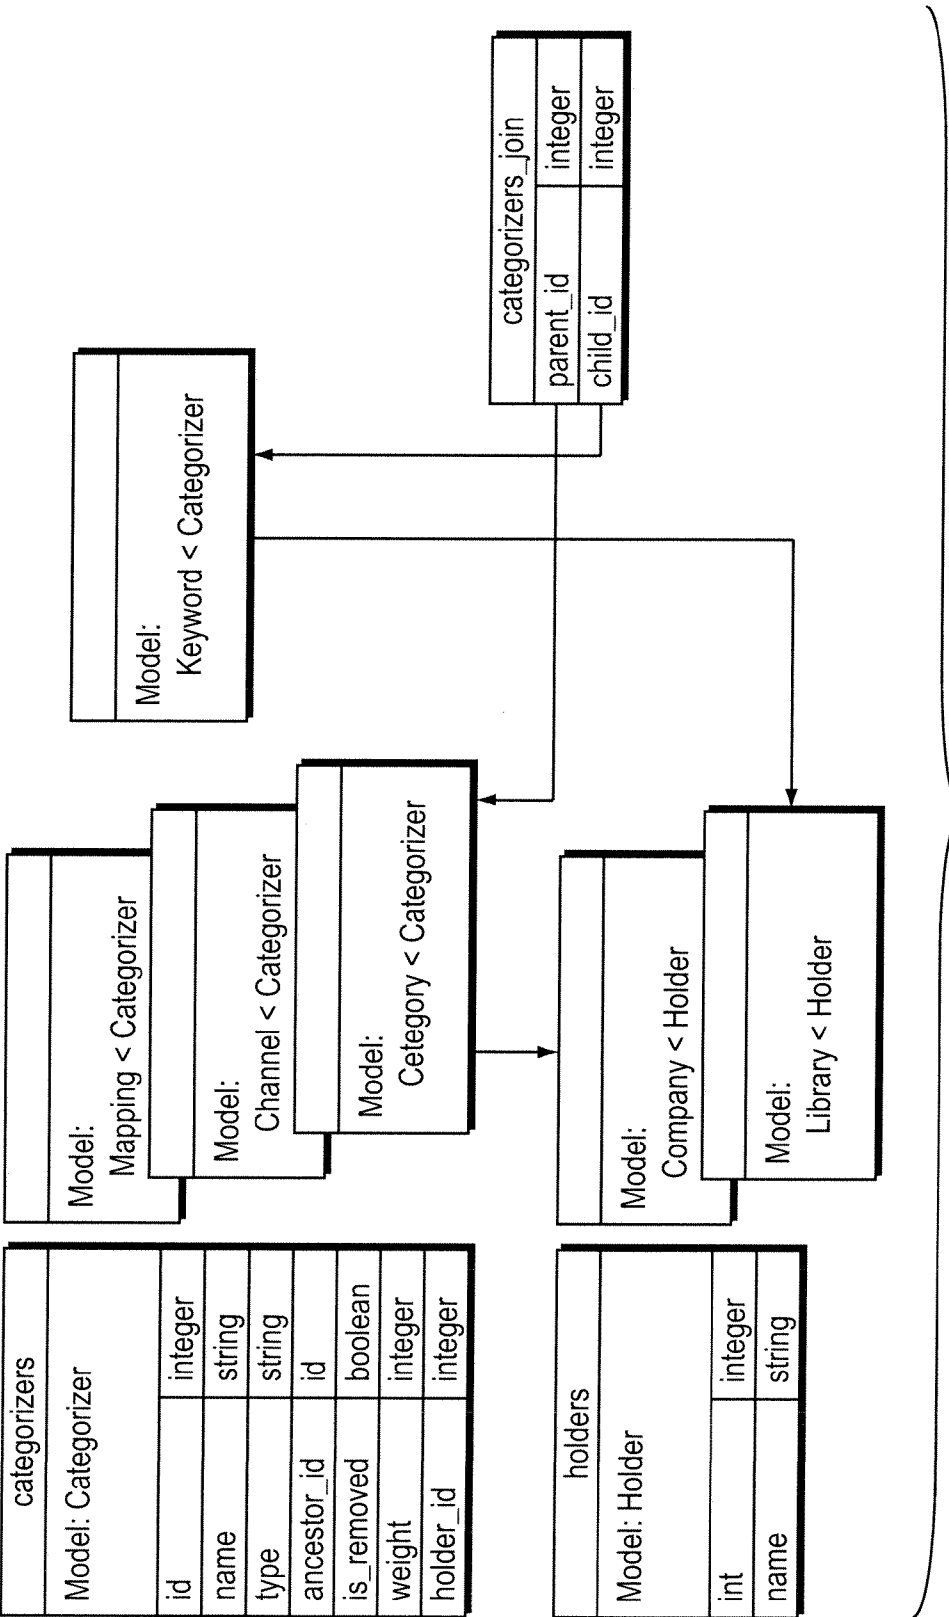 categorizers
Model: Categorizer
id integer
name string
type string
ancestor_id id
is_removed boolean
weight integer
holder_id integer
Model:
Mapping < Categorizer
Model:
Channel < Categorizer
Model:
Cetegory < Categorizer
Model:
Keyword < Categorizer
categorizers_join
parent_id integer
child_id integer
holders
Model: Holder
int integer
name string
Model:
Company < Holder
Model:
Library < Holder